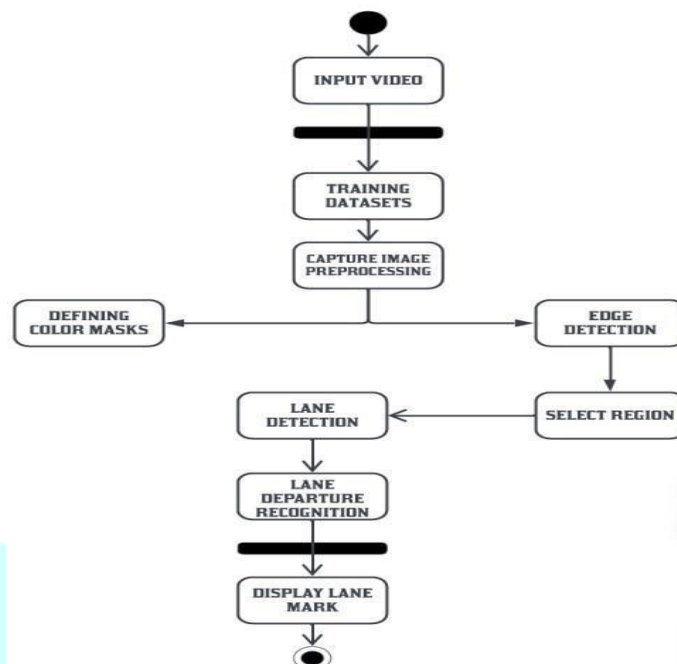 INPUT VIDEO
TRAINING
DATASETS
CAPTURE IMAGE
PREPROCESSING
DEFINING
COLOR MASKS
EDGE
DETECTION
LANE
DETECTION
SELECT REGION
LANE
DEPARTURE
RECOGNITION
DISPLAY LANE
MARK